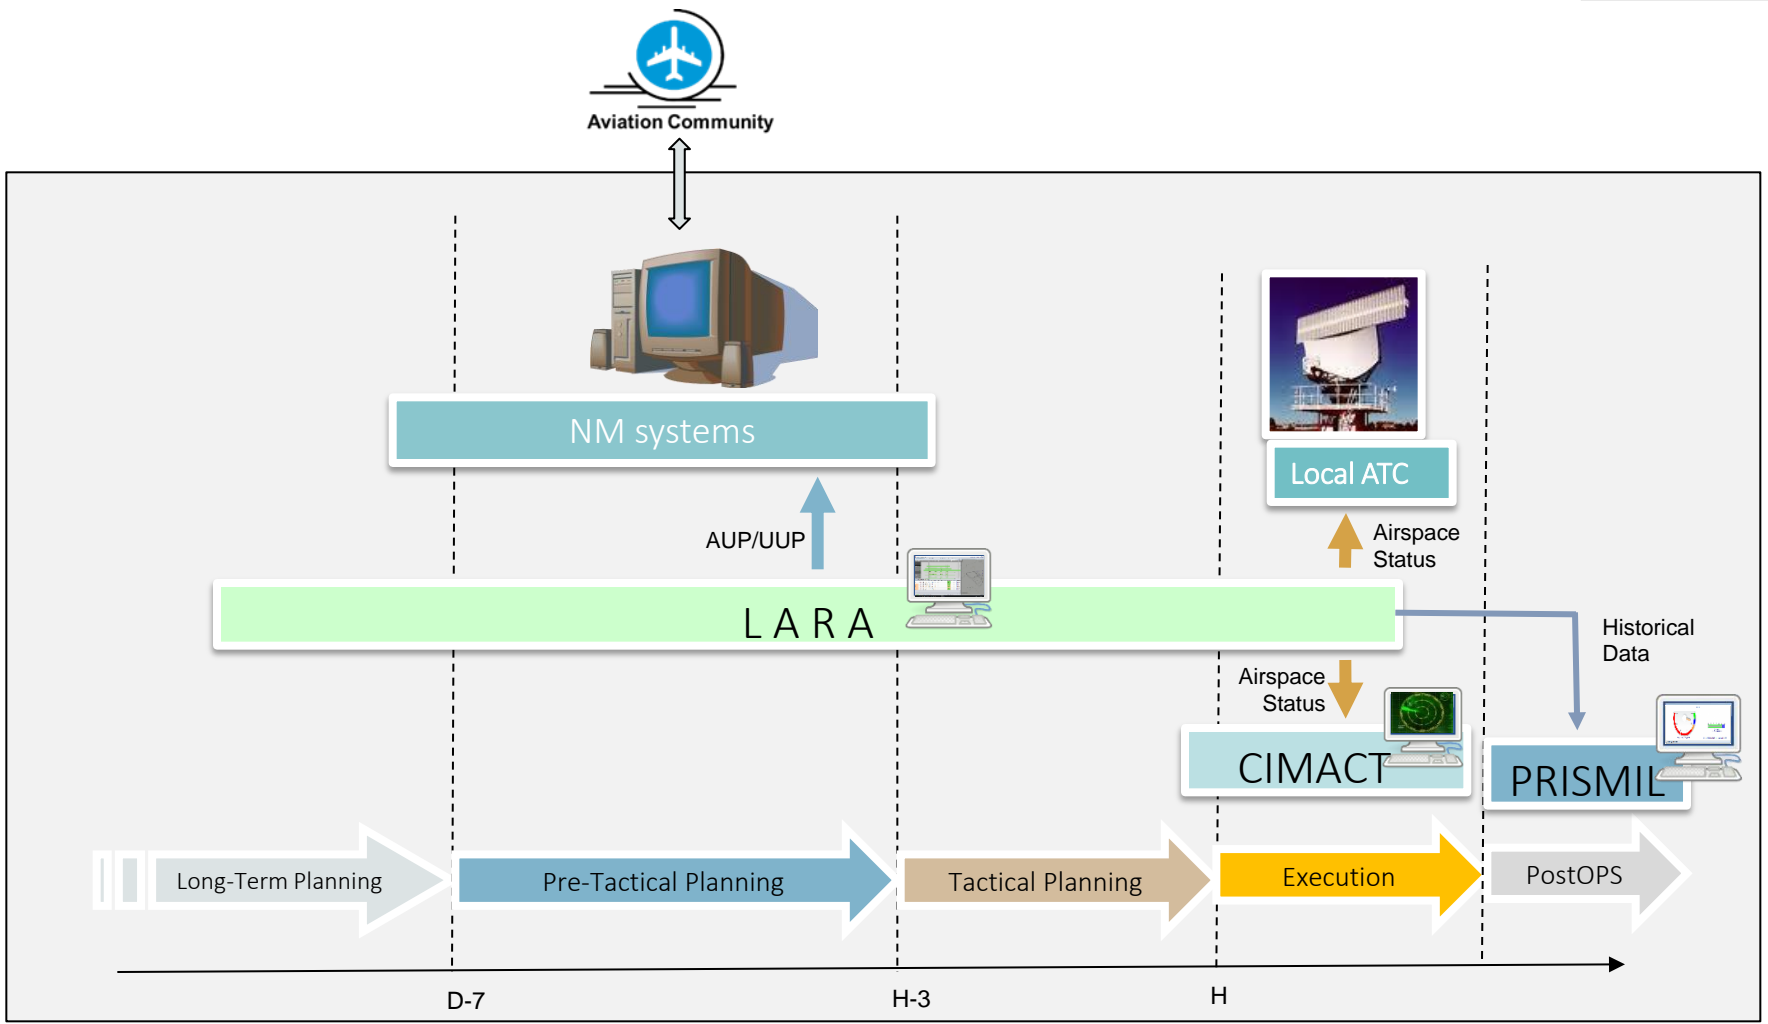 Aviation Community
NM systems
Local ATC
AUP/UUP
Airspace
Status
L A R A
Historical
Data
Airspace
Status
CIMACT
PRISMIL
Long-Term Planning
Pre-Tactical Planning
Tactical Planning
Execution
PostOPS
D-7
H-3
H